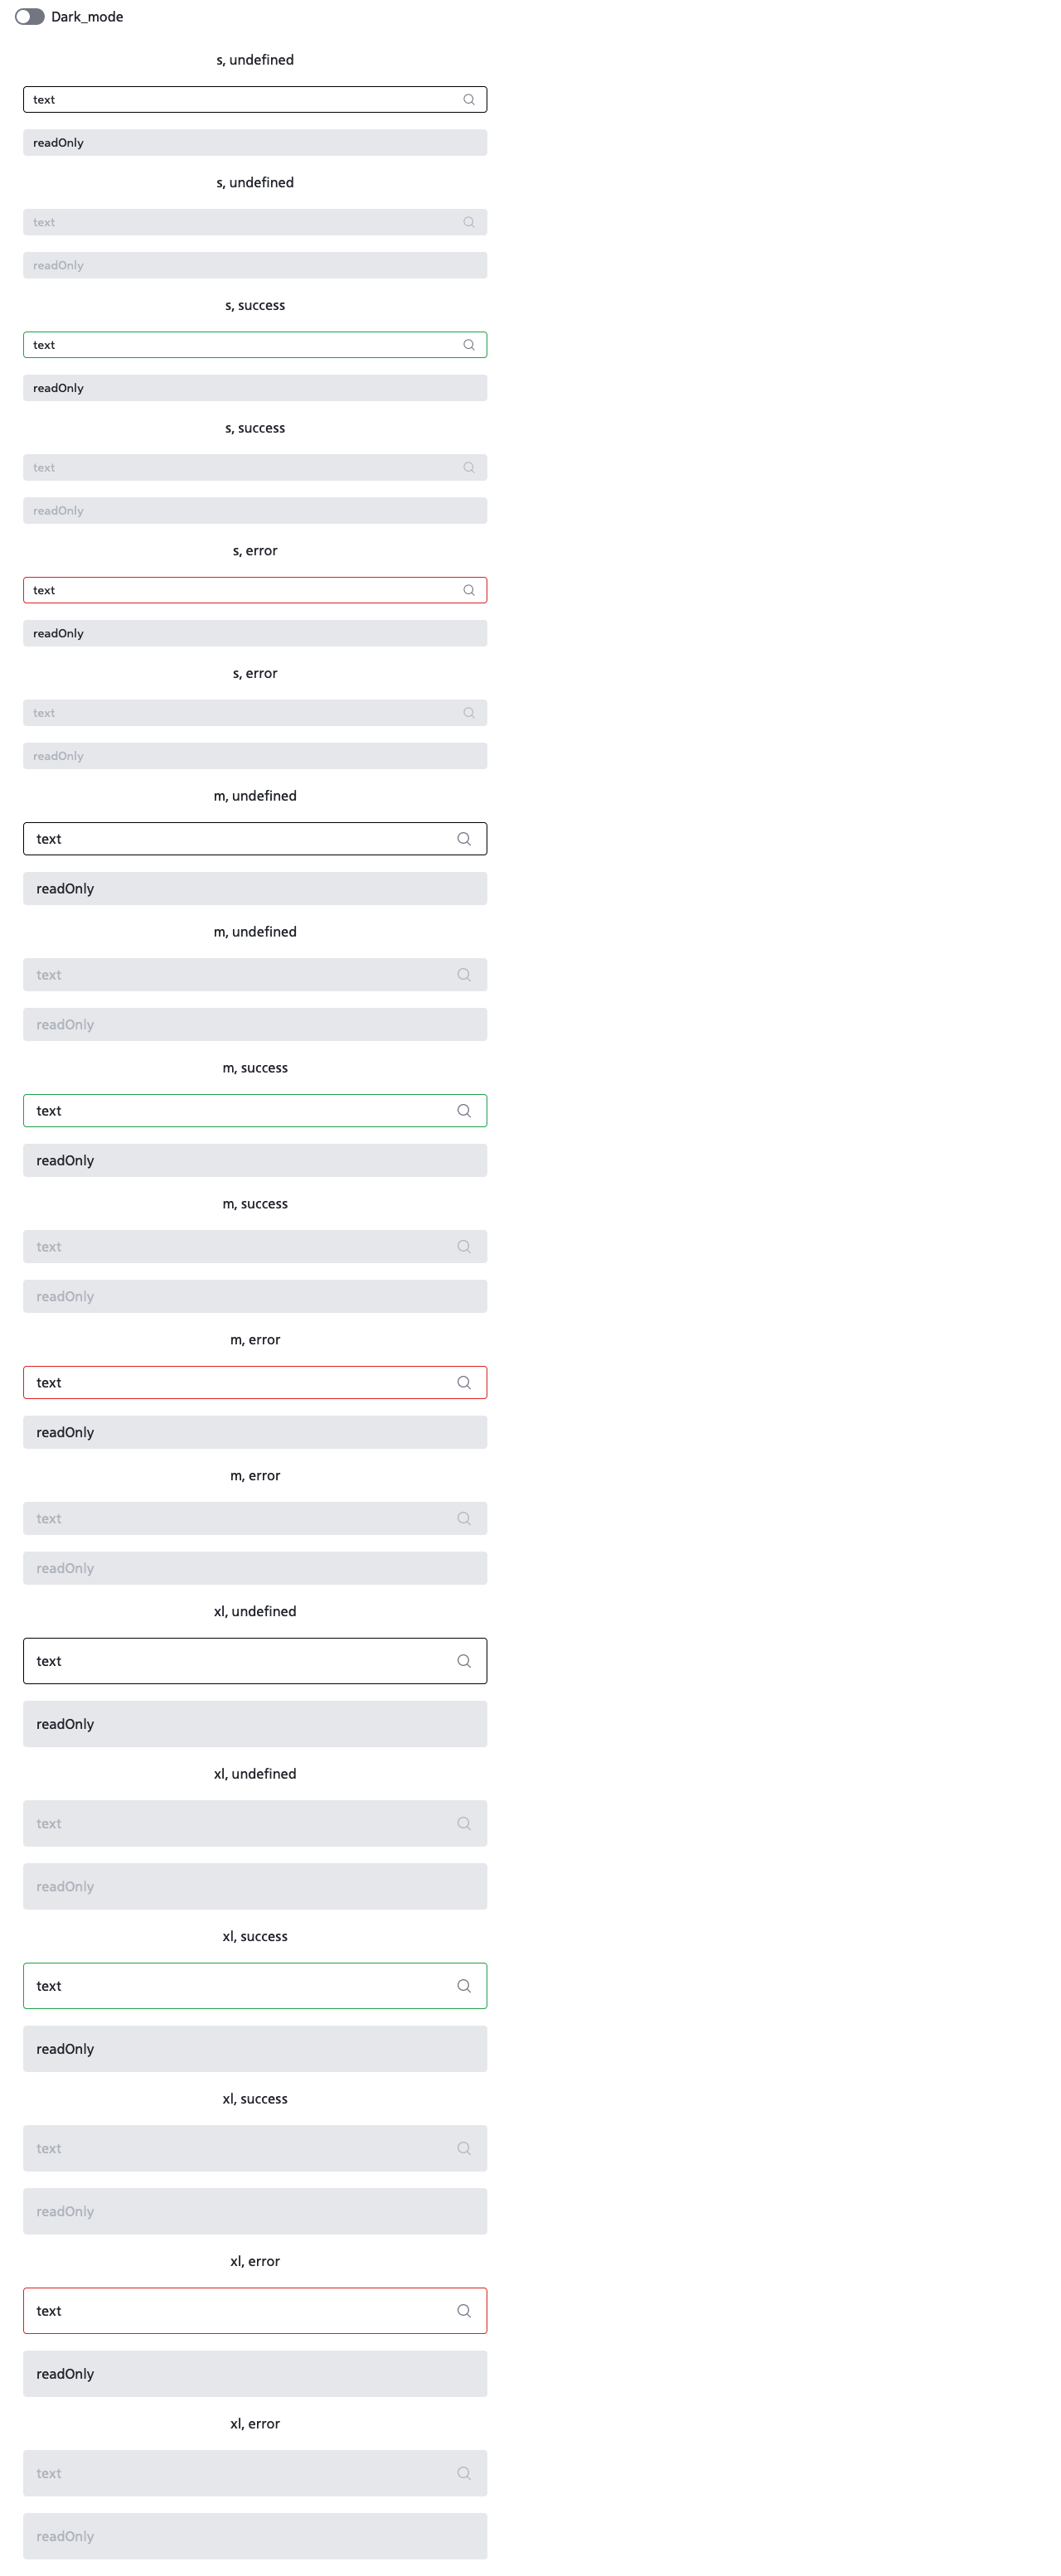 Dark_mode
s, undefined
text
readOnly
s, undefined
text
readOnly
s, success
text
readOnly
s, success
text
readOnly
s, error
text
readOnly
s, error
text
readOnly
m, undefined
text
readOnly
m, undefined
text
readOnly
m, success
text
readOnly
m, success
text
readOnly
m, error
text
readOnly
m, error
text
readOnly
xl, undefined
text
readOnly
xl, undefined
text
readOnly
xl, success
text
readOnly
xl, success
text
readOnly
xl, error
text
readOnly
xl, error
text
readOnly